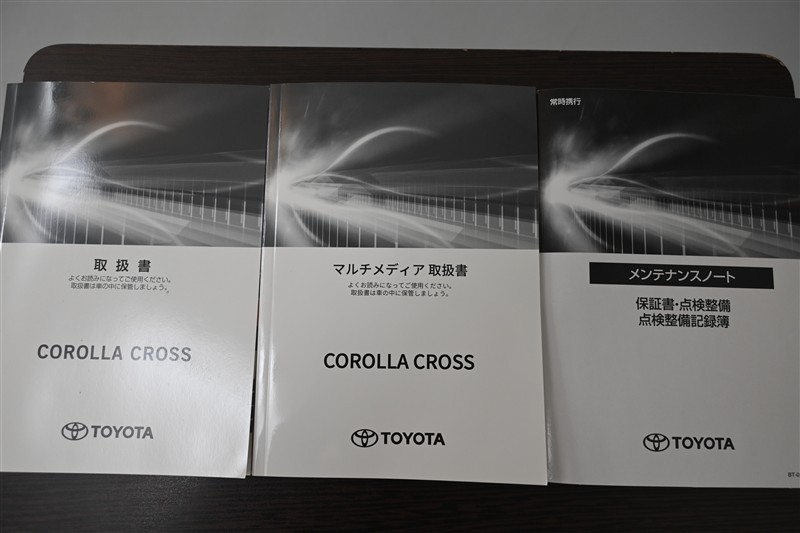 取扱書
よくお読みになってご使用ください。
取扱書は車の中に保管しましょう。
COROLLA CROSS
TOYOTA
マルチメディア取扱書
よくお読みになってご使用ください。
取扱書は車の中に保管しましょう。
COROLLA CROSS
TOYOTA
常時携行
メンテナンスノート
保証書・点検整備
点検整備記録簿
TOYOTA